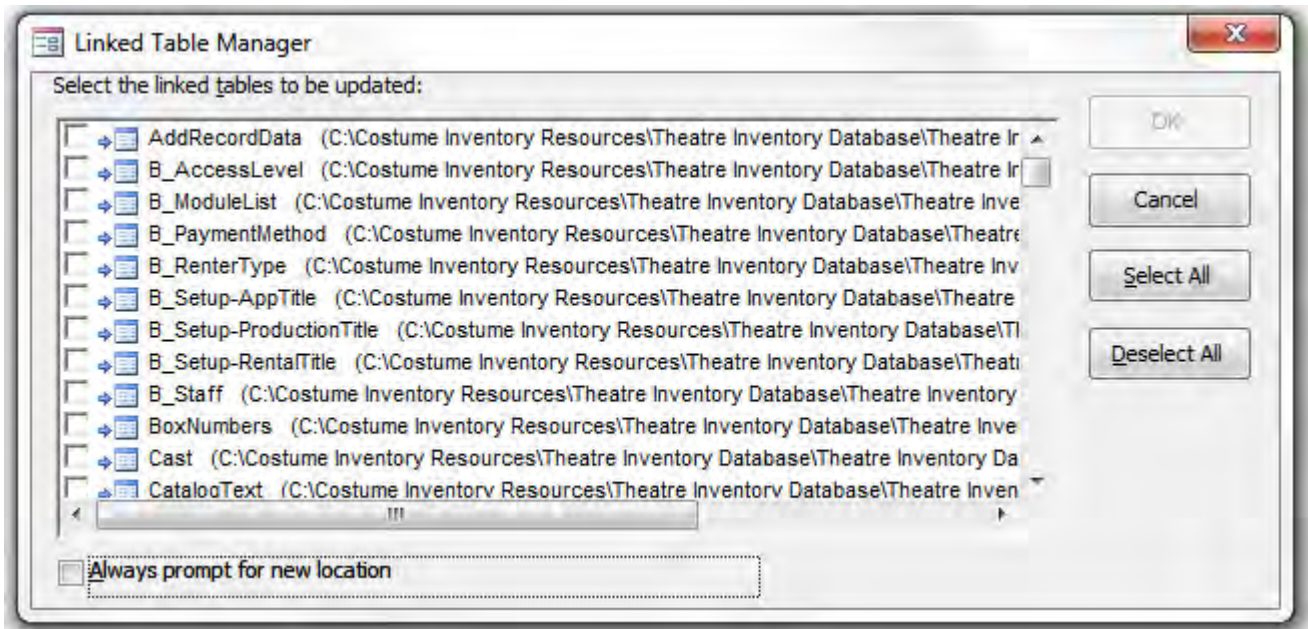 Linked Table Manager
Select the linked tables to be updated:
AddRecordData (C:\Costume Inventory Resources\Theatre Inventory Database\Theatre Ir
B_AccessLevel (C:\Costume Inventory Resources\Theatre Inventory Database\Theatre Ir
B_ModuleList (C:\Costume Inventory Resources\Theatre Inventory Database\Theatre Inve
B_PaymentMethod (C:\Costume Inventory Resources\Theatre Inventory Database\Theatre
B_RenterType (C:\Costume Inventory Resources\Theatre Inventory Database\Theatre Inv
B_Setup-AppTitle (C:\Costume Inventory Resources\Theatre Inventory Database\Theatre
B_Setup-ProductionTitle (C:\Costume Inventory Resources\Theatre Inventory Database\Tl
B_Setup-RentalTitle (C:\Costume Inventory Resources\Theatre Inventory Database\Theat
B_Staff (C:\Costume Inventory Resources\Theatre Inventory Database\Theatre Inventory
BoxNumbers (C:\Costume Inventory Resources\Theatre Inventory Database\Theatre Inve
Cast (C:\Costume Inventory Resources\Theatre Inventory Database\Theatre Inventory Da
CatalogText (C:\Costume Inventory Resources\Theatre Inventory Database\Theatre Inven
Always prompt for new location
OK
Cancel
Select All
Deselect All